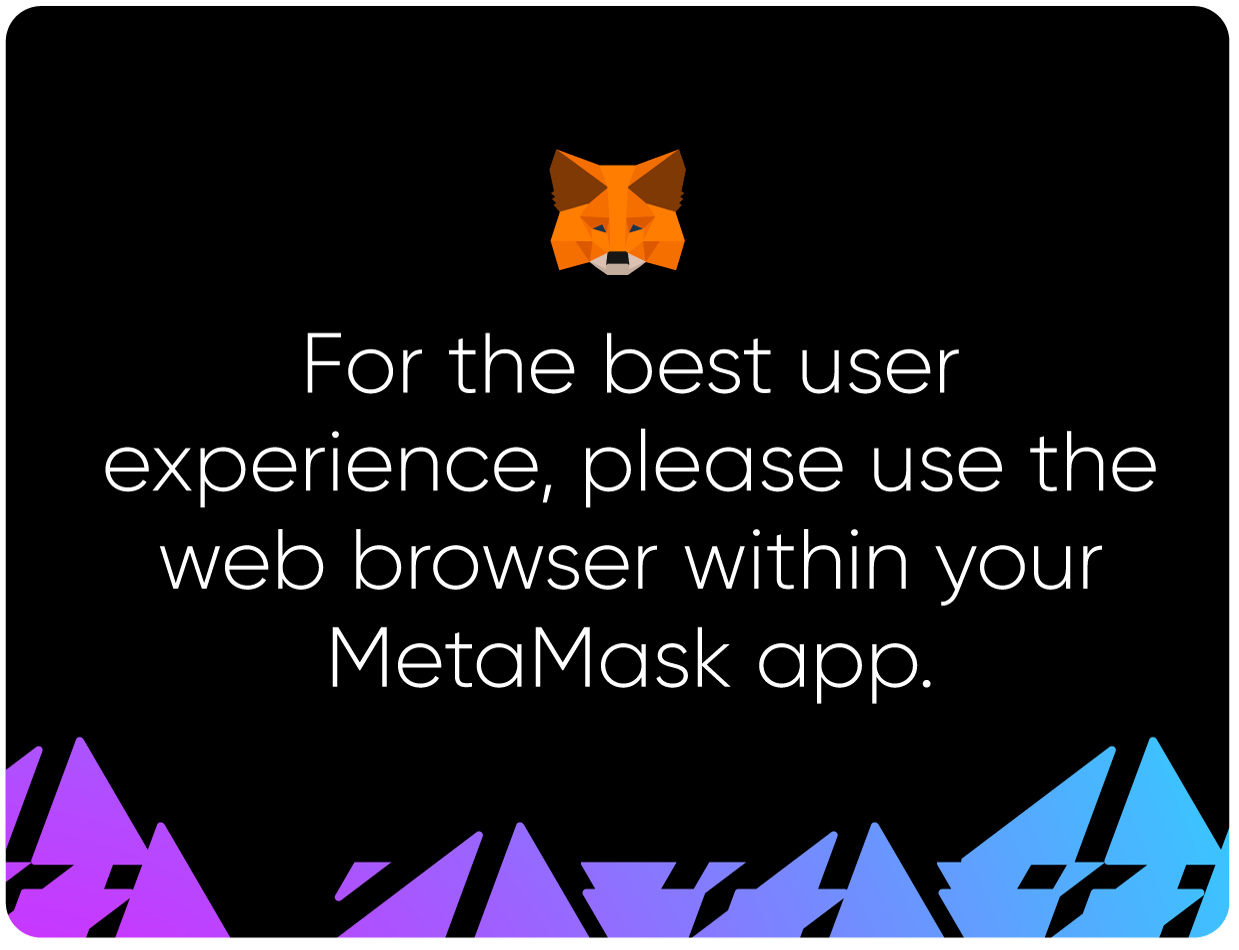 For the best user
experience, please use the
web browser within your
MetaMask app.